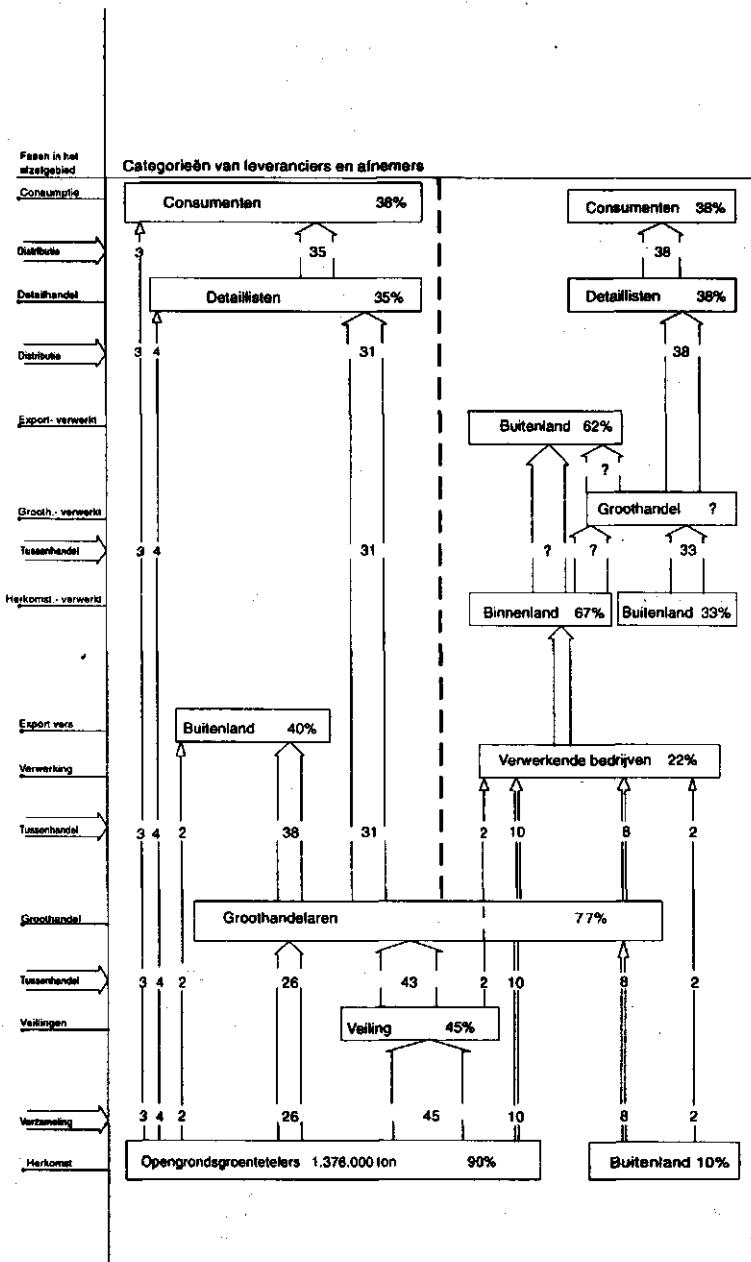 Fasen in het
afzetgebied
Categorieën van leveranciers en afnemers
Consumptie
Consumenten 38%
Consumenten 38%
Distributie
3 35 38
Detailhandel
Detaillisten 35%
Detaillisten 38%
Distributie
3 4 31 38
Export- verwerkt
Buitenland 62%
?
Grooth.- verwerkt
Groothandel ?
Tussenhandel
3 4 31 ? ? 33
Herkomst.- verwerkt
Binnenland 67%
Buitenland 33%
Export vers
Buitenland 40%
Verwerking
Verwerkende bedrijven 22%
Tussenhandel
3 4 2 38 31 2 10 8 2
Groothandel
Groothandelaren 77%
Tussenhandel
3 4 2 26 43 2 10 8 2
Veilingen
Veiling 45%
Verzameling
3 4 2 26 45 10 8 2
Herkomst
Opengrondsgroentetelers 1.376.000 ton 90%
Buitenland 10%